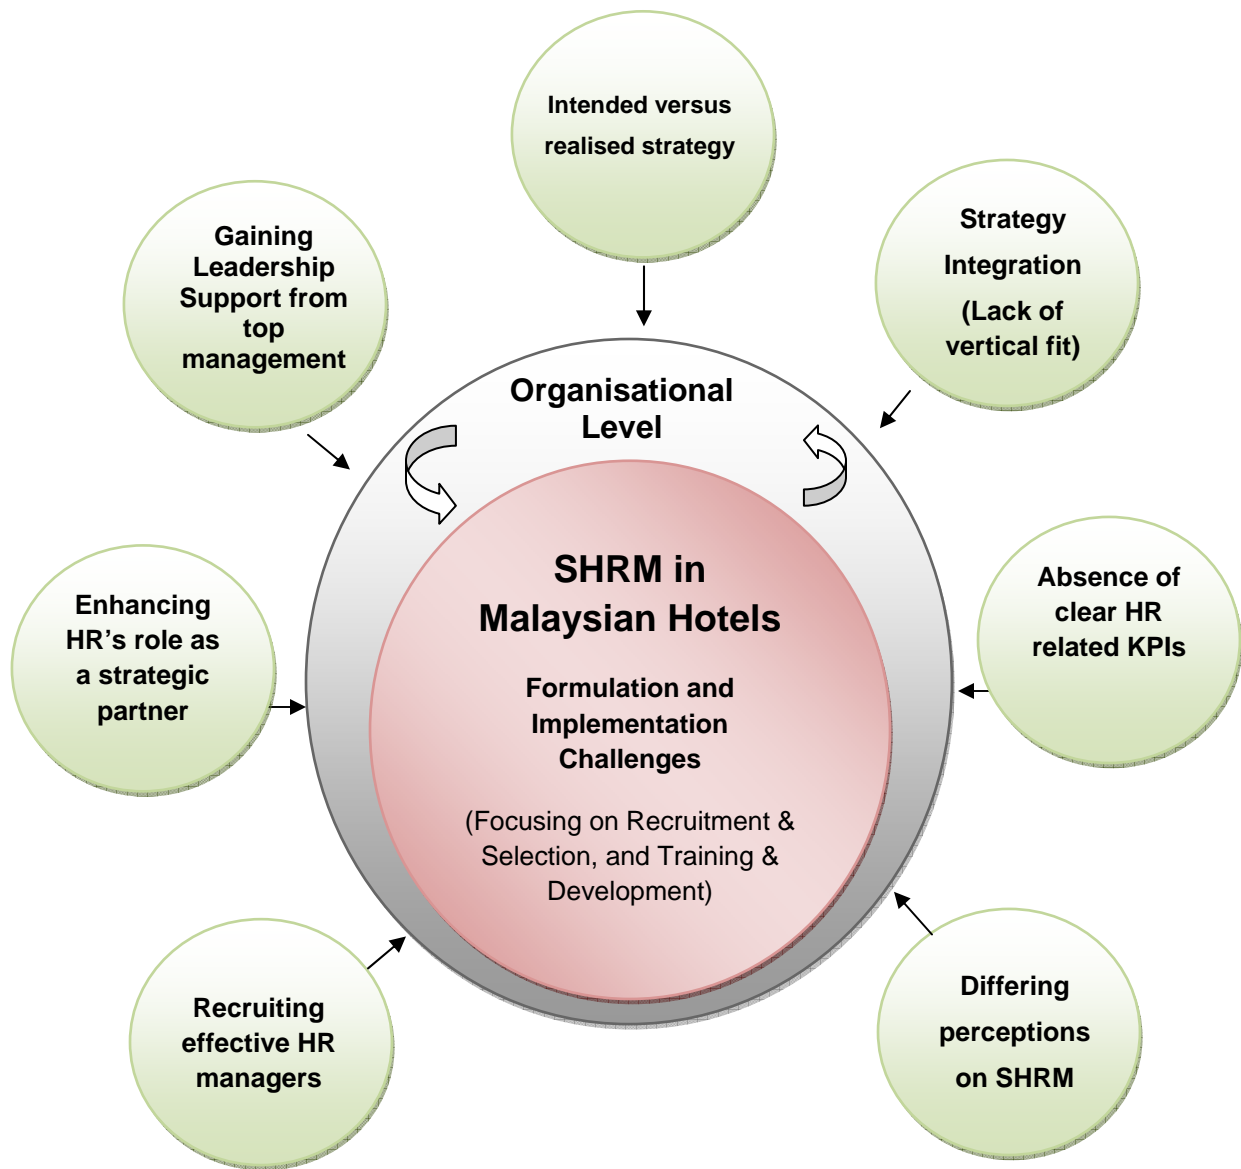 Intended versus
realised strategy
Gaining
Leadership
Support from
top
management
Strategy
Integration
(Lack of
vertical fit)
Organisational
Level
SHRM in
Malaysian Hotels
Formulation and
Implementation
Challenges
(Focusing on Recruitment &
Selection, and Training &
Development)
Enhancing
HR’s role as
a strategic
partner
Absence of
clear HR
related KPIs
Recruiting
effective HR
managers
Differing
perceptions
on SHRM